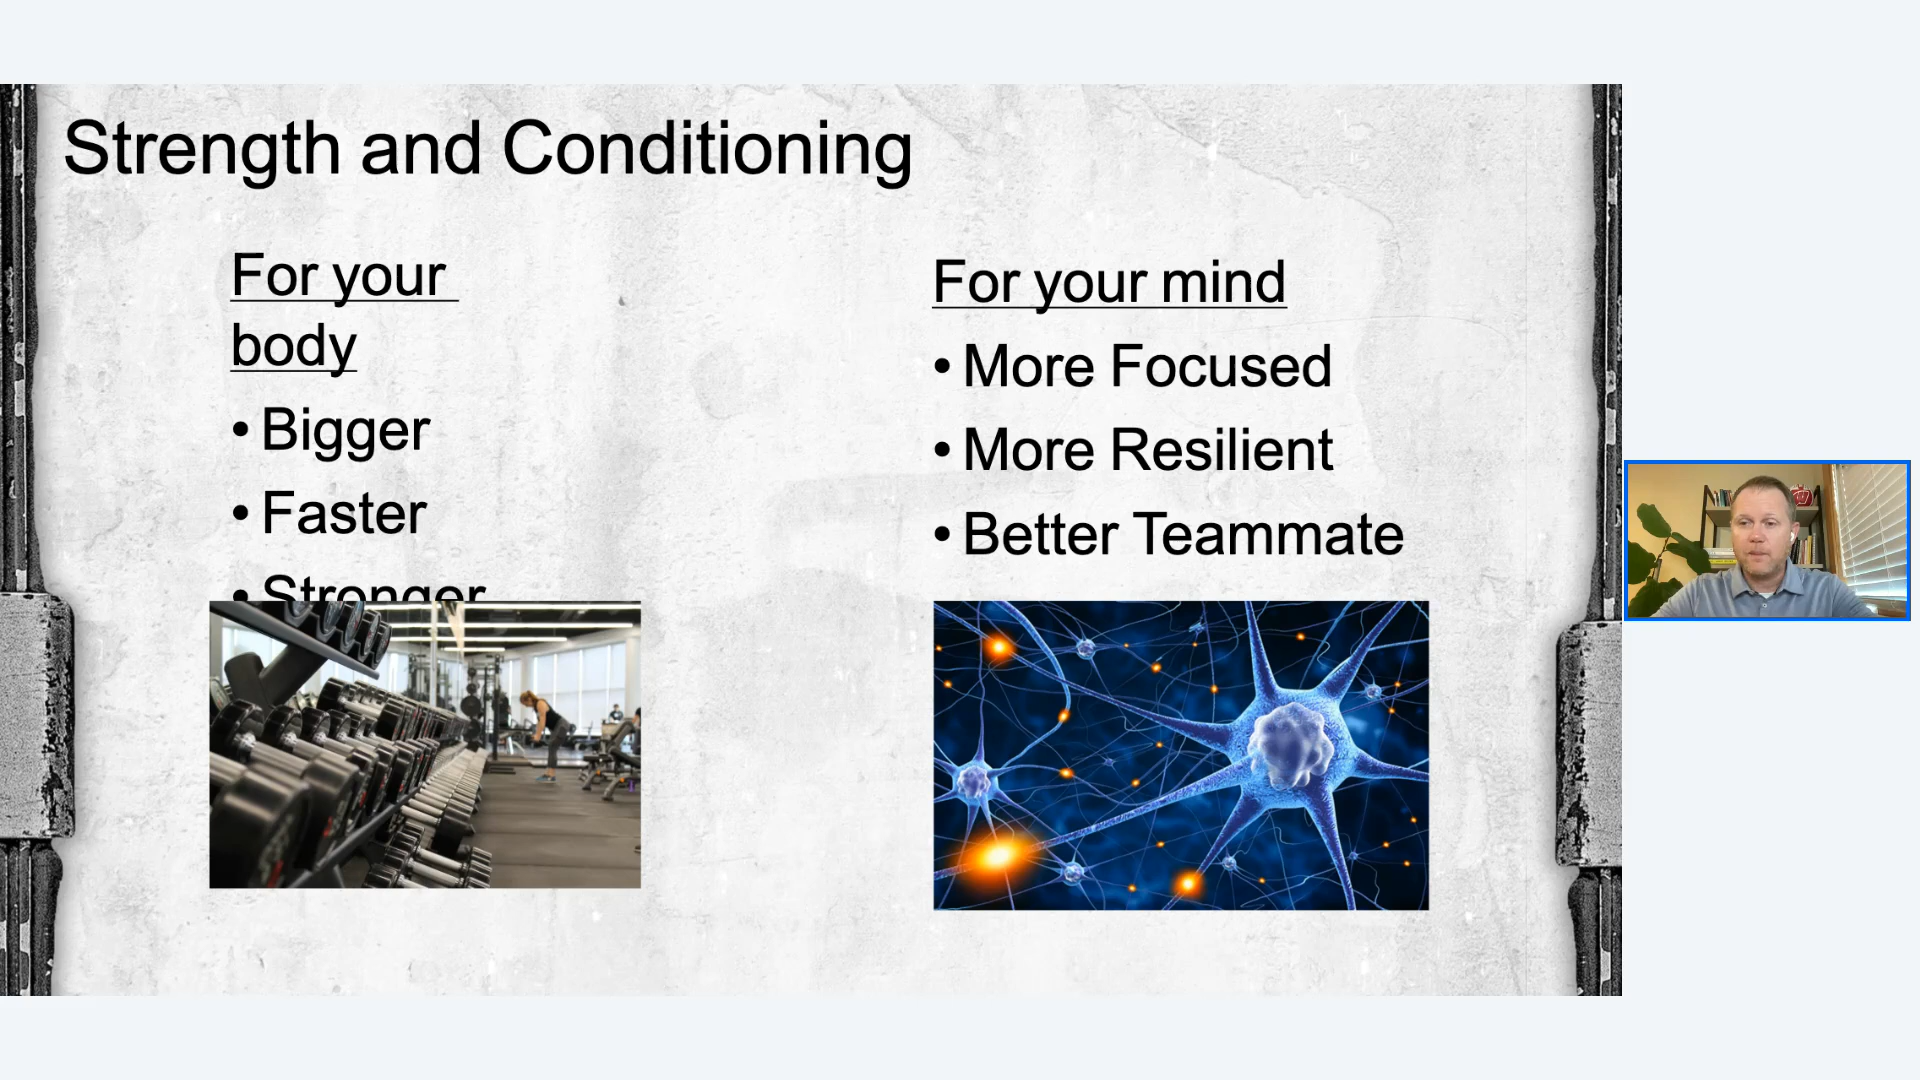 Strength and Conditioning
For your
body
• Bigger
• Faster
• Stronger
For your mind
• More Focused
• More Resilient
• Better Teammate